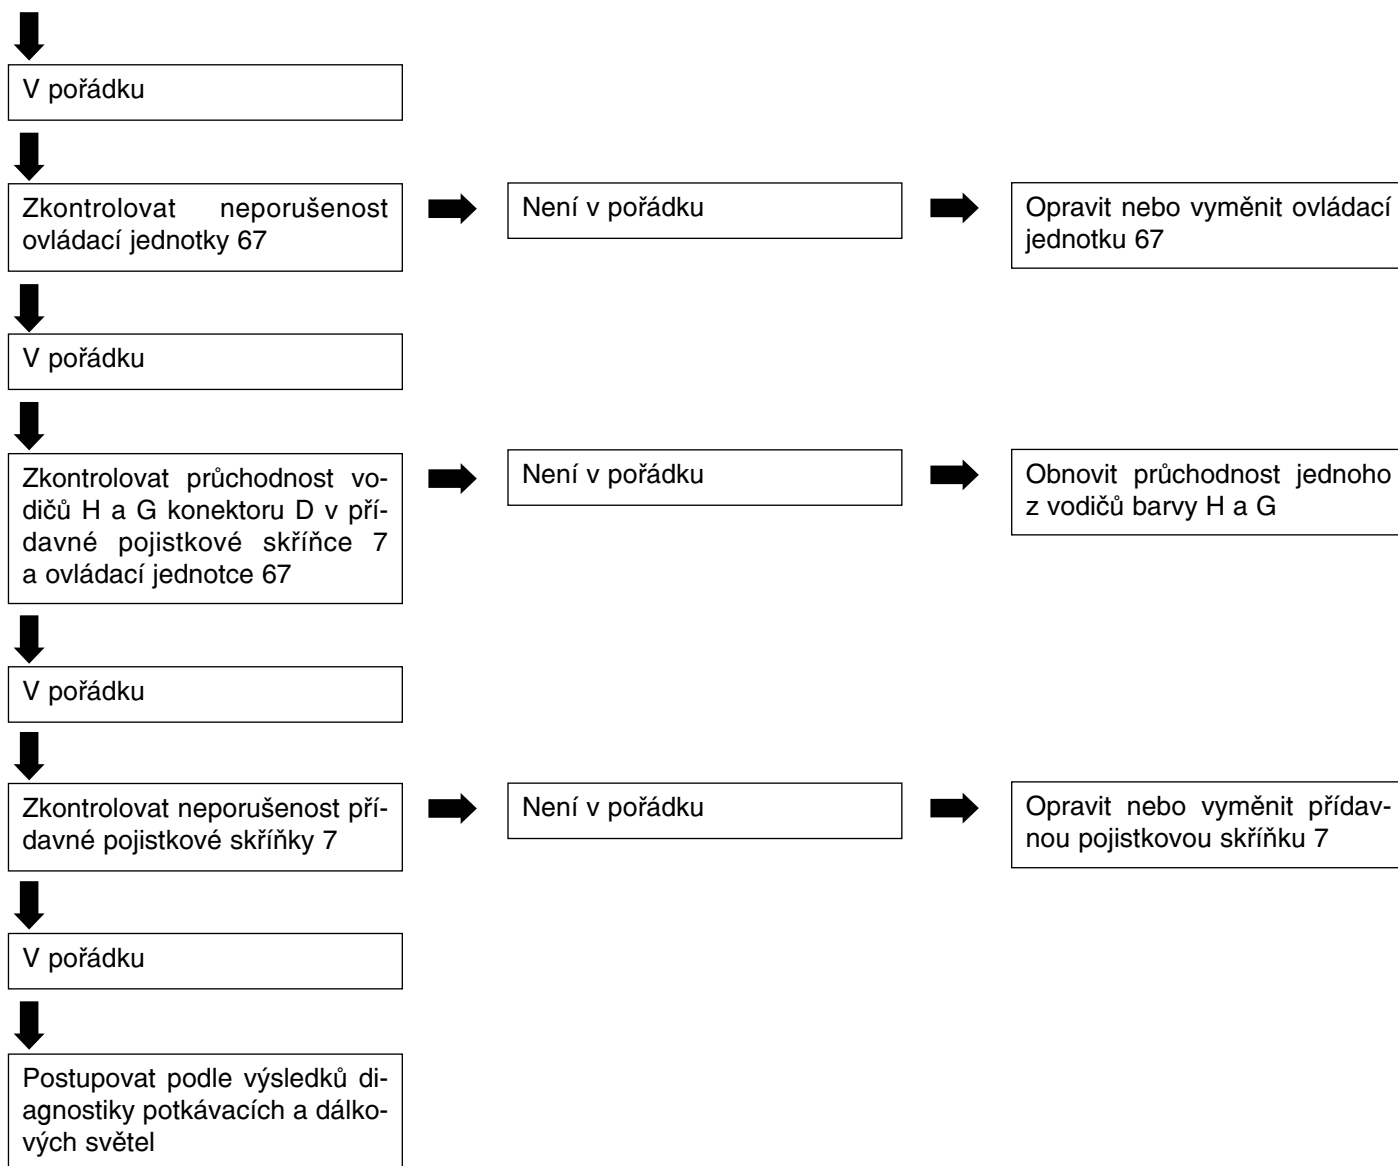 V pořádku
Zkontrolovat neporušenost
ovládací jednotky 67
Není v pořádku
Opravit nebo vyměnit ovládací
jednotku 67
V pořádku
Zkontrolovat průchodnost vo-
dičů H a G konektoru D v pří-
davné pojistkové skříňce 7
a ovládací jednotce 67
Není v pořádku
Obnovit průchodnost jednoho
z vodičů barvy H a G
V pořádku
Zkontrolovat neporušenost pří-
davné pojistkové skříňky 7
Není v pořádku
Opravit nebo vyměnit přídav-
nou pojistkovou skříňku 7
V pořádku
Postupovat podle výsledků di-
agnostiky potkávacích a dálko-
vých světel